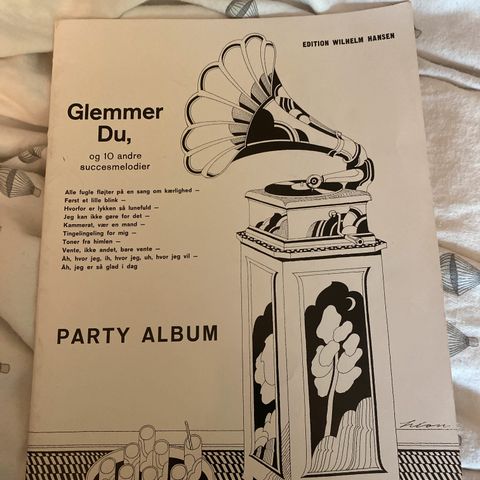 EDITION WILHELM HANSEN
Glemmer
Du,
og 10 andre
succesmelodier
Alle fugle fløjter på en sang om kærlighed –
Først et lille blink –
Hvorfor er lykken så lunefuld –
Jeg kan ikke gøre for det –
Kammerat, vær en mand –
Tingelingeling for mig –
Toner fra himlen –
Vente, ikke andet, bare vente –
Åh, hvor jeg, ih, hvor jeg, uh, hvor jeg vil –
Åh, jeg er så glad i dag
PARTY ALBUM